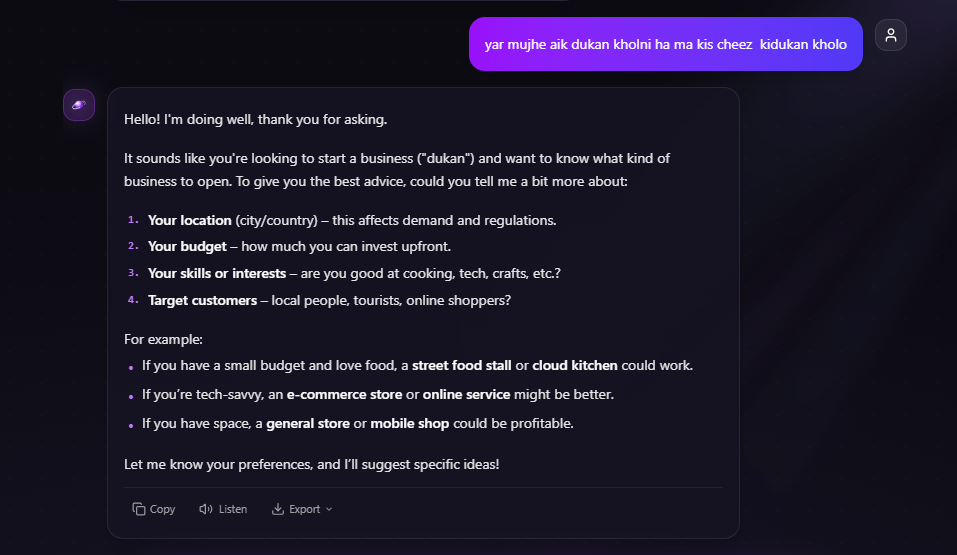 yar mujhe aik dukan kholni ha ma kis cheez  kidukan kholo
Hello! I'm doing well, thank you for asking.
It sounds like you're looking to start a business ("dukan") and want to know what kind of
business to open. To give you the best advice, could you tell me a bit more about:
1. Your location (city/country) – this affects demand and regulations.
2. Your budget – how much you can invest upfront.
3. Your skills or interests – are you good at cooking, tech, crafts, etc.?
4. Target customers – local people, tourists, online shoppers?
For example:
• If you have a small budget and love food, a street food stall or cloud kitchen could work.
• If you’re tech-savvy, an e-commerce store or online service might be better.
• If you have space, a general store or mobile shop could be profitable.
Let me know your preferences, and I’ll suggest specific ideas!
Copy Listen Export